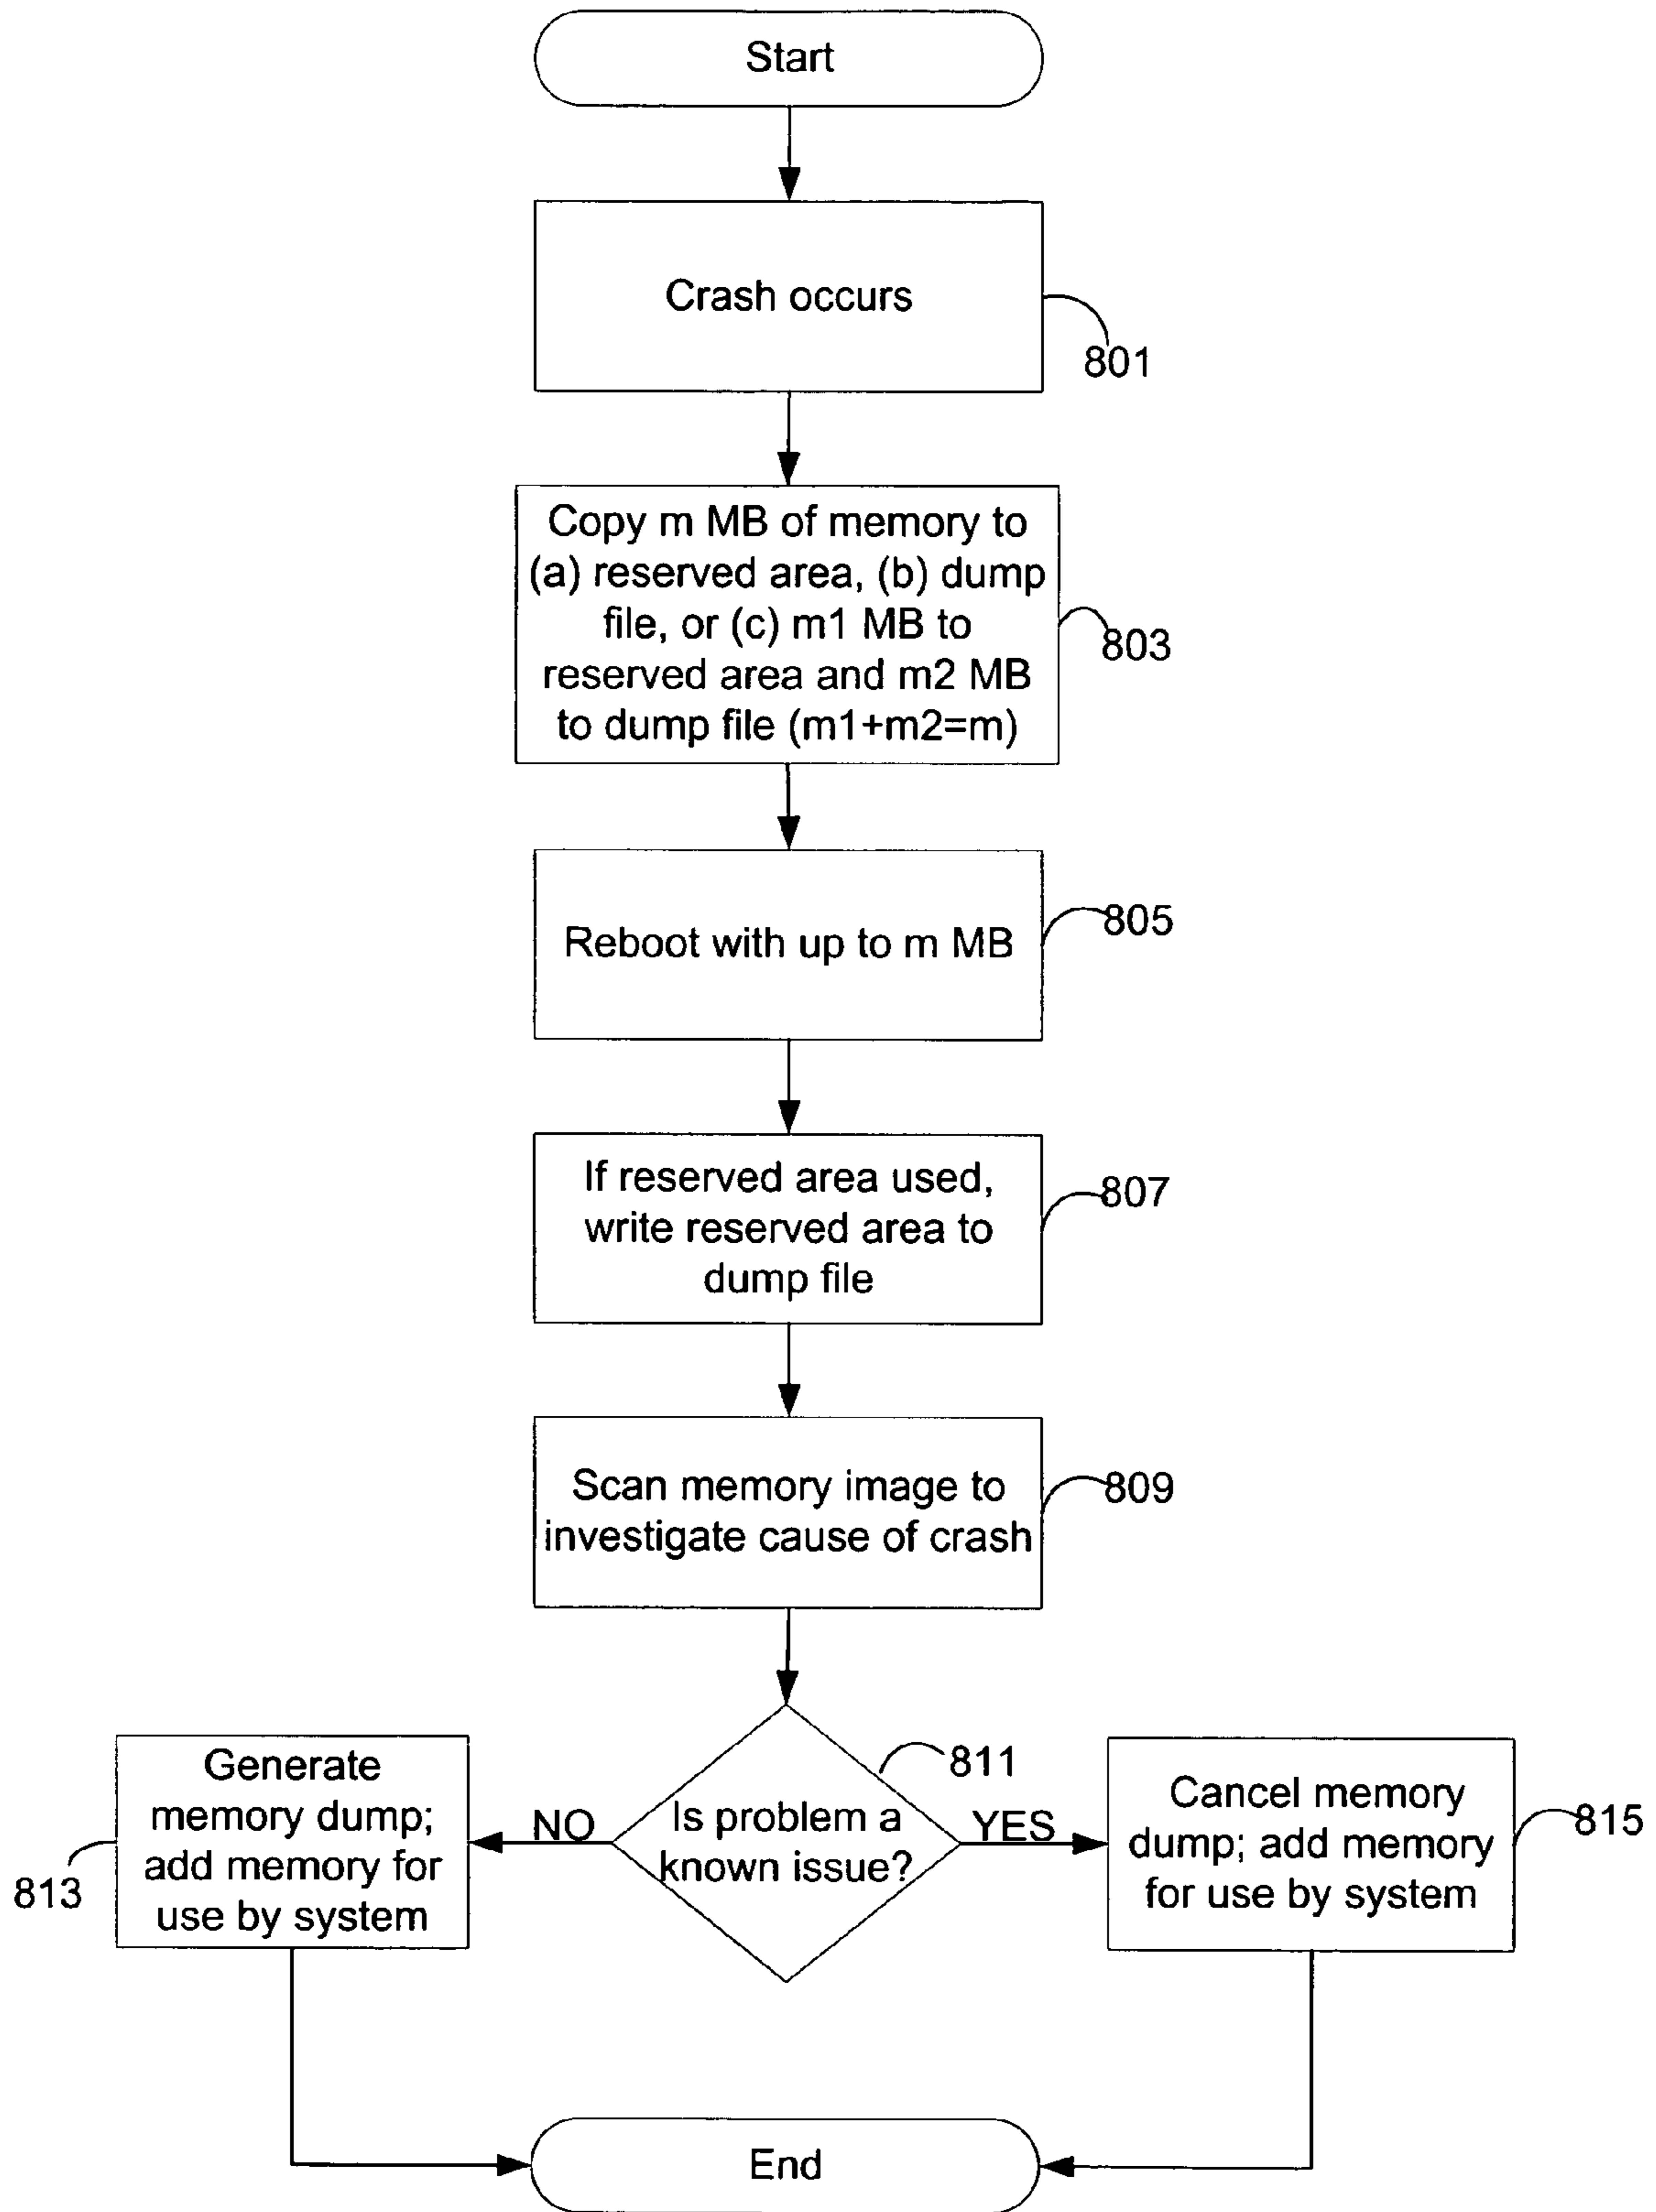 Start
Crash occurs
801
Copy m MB of memory to
(a) reserved area, (b) dump
file, or (c) m1 MB to
reserved area and m2 MB
to dump file (m1+m2=m)
803
Reboot with up to m MB
805
If reserved area used,
write reserved area to
dump file
807
Scan memory image to
investigate cause of crash
809
Is problem a
known issue?
811
NO
YES
Generate
memory dump;
add memory for
use by system
813
Cancel memory
dump; add memory
for use by system
815
End